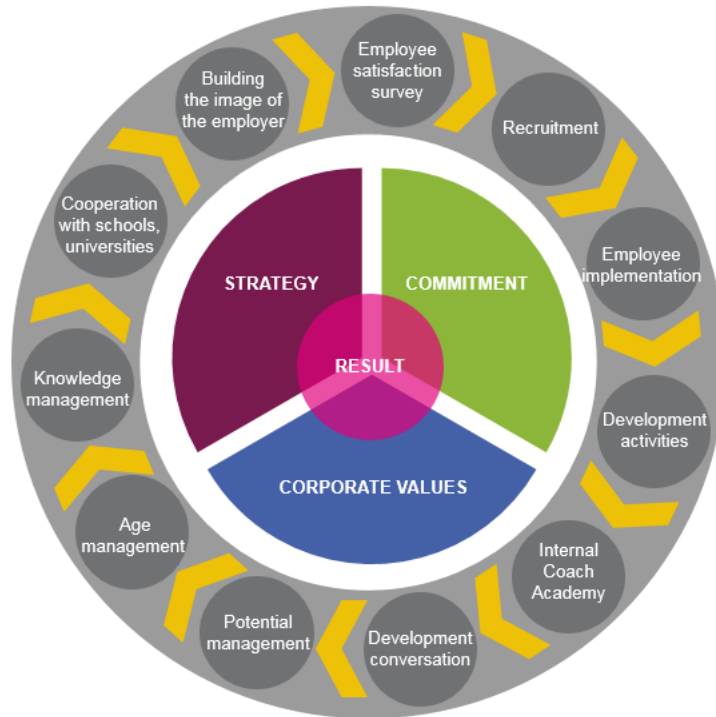 Employee
satisfaction
survey
Recruitment
Employee
implementation
Development
activities
Internal
Coach
Academy
Development
conversation
Potential
management
Age
management
Knowledge
management
Cooperation
with schools,
universities
Building
the image of
the employer
STRATEGY
COMMITMENT
RESULT
CORPORATE VALUES